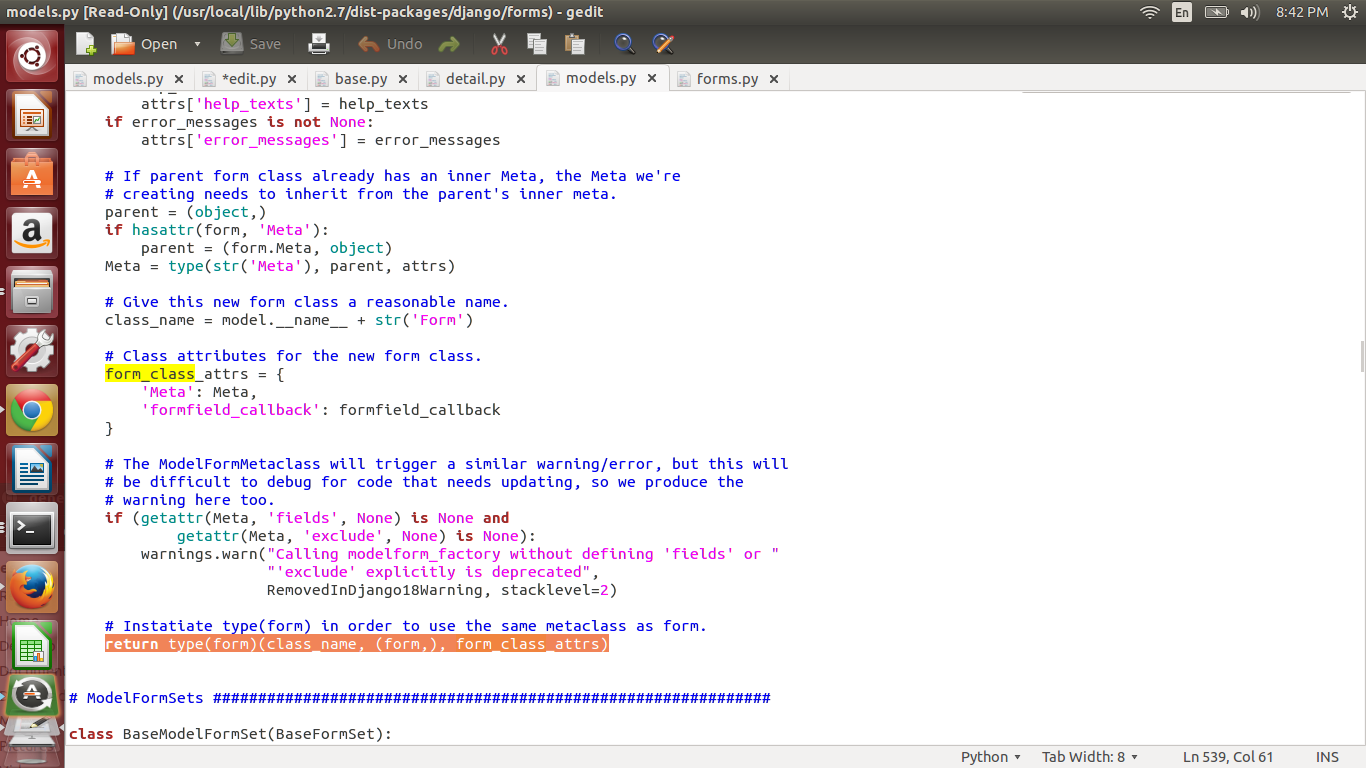 models.py [Read-Only] (/usr/local/lib/python2.7/dist-packages/django/forms) - gedit
En
8:42 PM
Open
Save
Undo
models.py
*edit.py
base.py
detail.py
models.py
forms.py
attrs['help_texts'] = help_texts
if error_messages is not None:
attrs['error_messages'] = error_messages
# If parent form class already has an inner Meta, the Meta we're
# creating needs to inherit from the parent's inner meta.
parent = (object,)
if hasattr(form, 'Meta'):
parent = (form.Meta, object)
Meta = type(str('Meta'), parent, attrs)
# Give this new form class a reasonable name.
class_name = model.__name__ + str('Form')
# Class attributes for the new form class.
form_class_attrs = {
'Meta': Meta,
'formfield_callback': formfield_callback
}
# The ModelFormMetaclass will trigger a similar warning/error, but this will
# be difficult to debug for code that needs updating, so we produce the
# warning here too.
if (getattr(Meta, 'fields', None) is None and
getattr(Meta, 'exclude', None) is None):
warnings.warn("Calling modelform_factory without defining 'fields' or "
"'exclude' explicitly is deprecated",
RemovedInDjango18Warning, stacklevel=2)
# Instatiate type(form) in order to use the same metaclass as form.
return type(form)(class_name, (form,), form_class_attrs)
# ModelFormSets ##############################################################
class BaseModelFormSet(BaseFormSet):
Python
Tab Width: 8
Ln 539, Col 61
INS